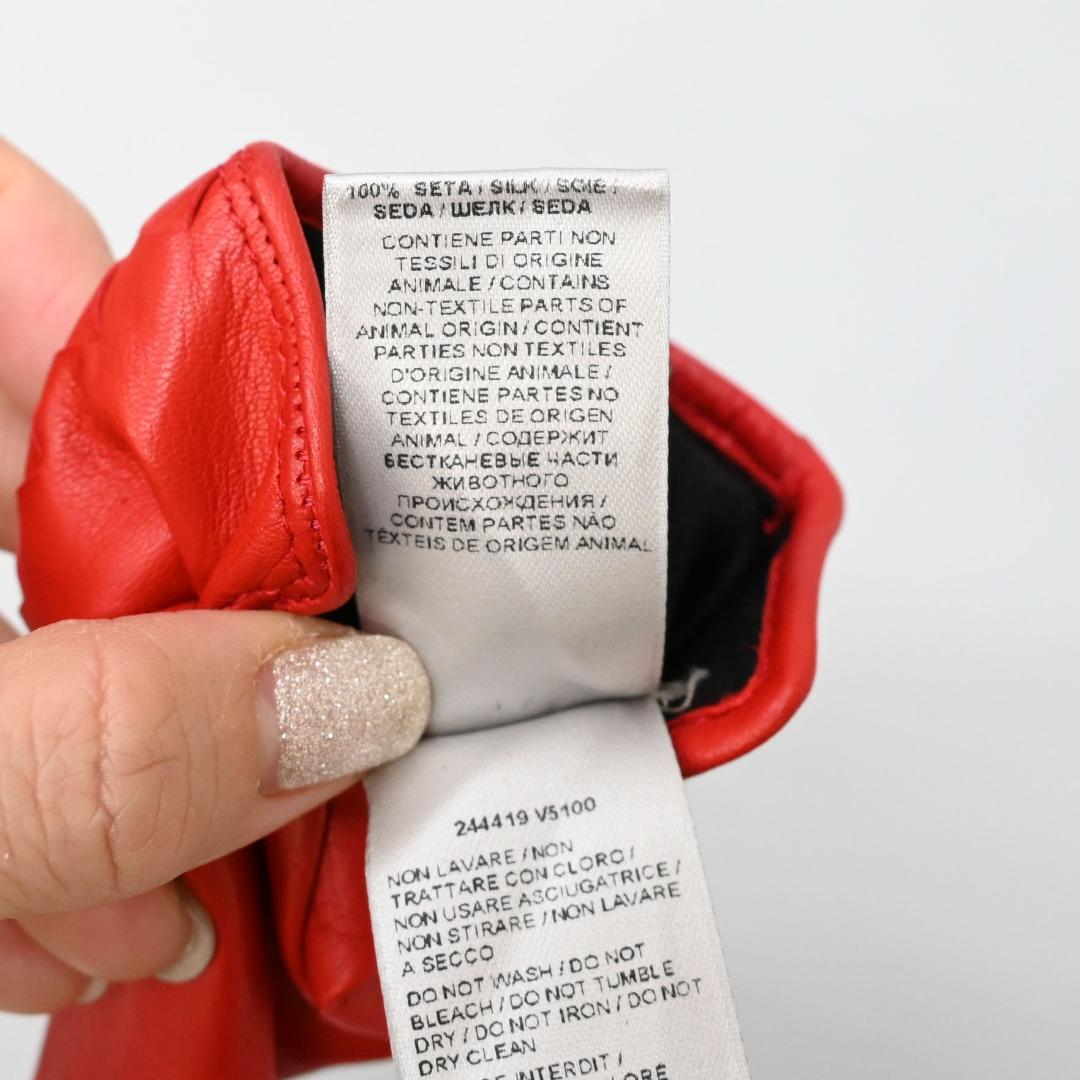 100% SETA / SILK / SOIE /
SEDA / ШЕЛК / SEDA
CONTIENE PARTI NON
TESSILI DI ORIGINE
ANIMALE / CONTAINS
NON-TEXTILE PARTS OF
ANIMAL ORIGIN / CONTIENT
PARTIES NON TEXTILES
D'ORIGINE ANIMALE /
CONTIENE PARTES NO
TEXTILES DE ORIGEN
ANIMAL / СОДЕРЖИТ
БЕСТКАНЕВЫЕ ЧАСТИ
ЖИВОТНОГО
ПРОИСХОЖДЕНИЯ /
CONTEM PARTES NÃO
TÊXTEIS DE ORIGEM ANIMAL
244419 V5100
NON LAVARE / NON
TRATTARE CON CLORO /
NON USARE ASCIUGATRICE /
NON STIRARE / NON LAVARE
A SECCO
DO NOT WASH / DO NOT
BLEACH / DO NOT TUMBLE
DRY / DO NOT IRON / DO NOT
DRY CLEAN
INTERDIT /